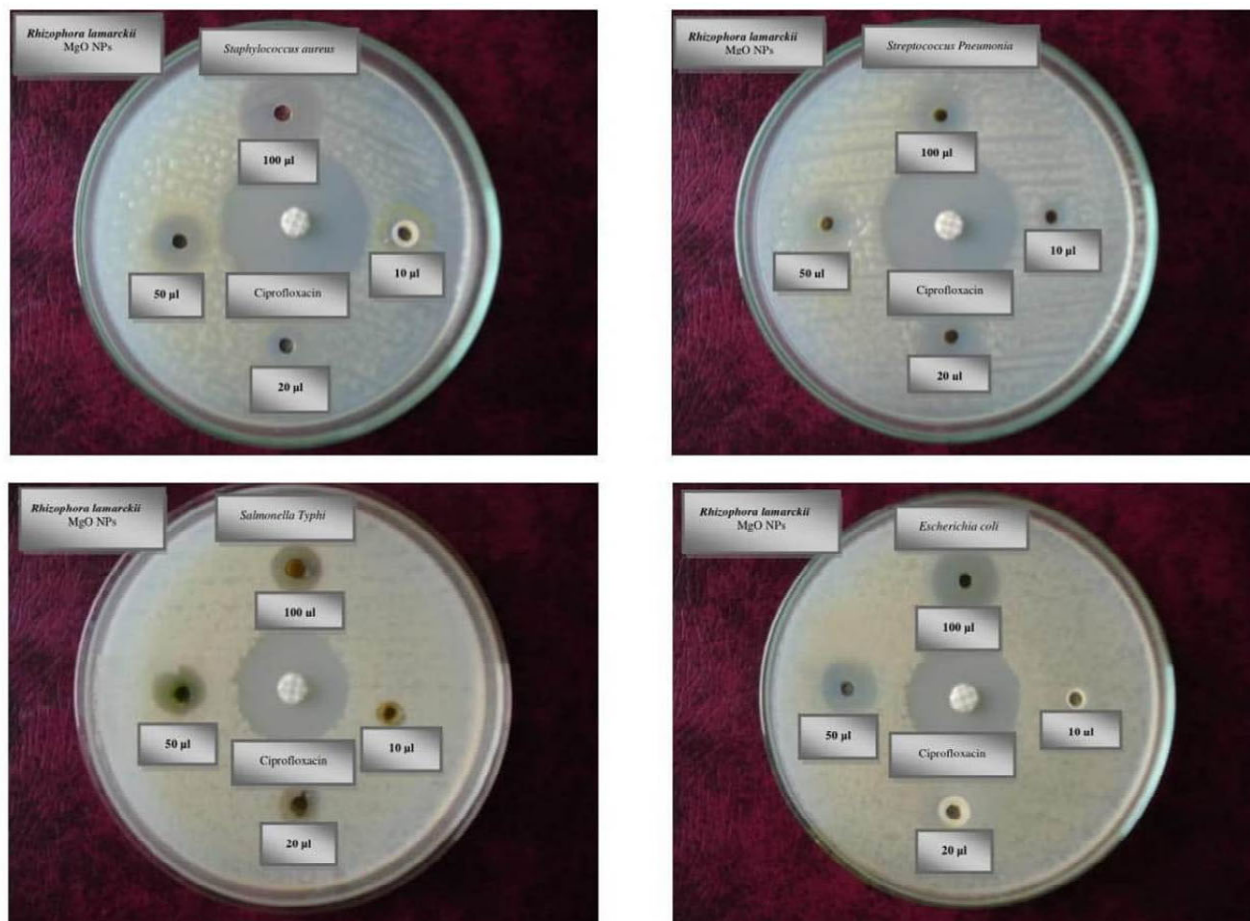 Rhizophora lamarckii
MgO NPs
Staphylococcus aureus
100 µl
50 µl
10 µl
Ciprofloxacin
20 µl
Rhizophora lamarckii
MgO NPs
Streptococcus Pneumonia
100 µl
50 ul
10 µl
Ciprofloxacin
20 ul
Rhizophora lamarckii
MgO NPs
Salmonella Typhi
100 ul
50 µl
10 µl
Ciprofloxacin
20 µl
Rhizophora lamarckii
MgO NPs
Escherichia coli
100 µl
50 µl
10 ul
Ciprofloxacin
20 µl